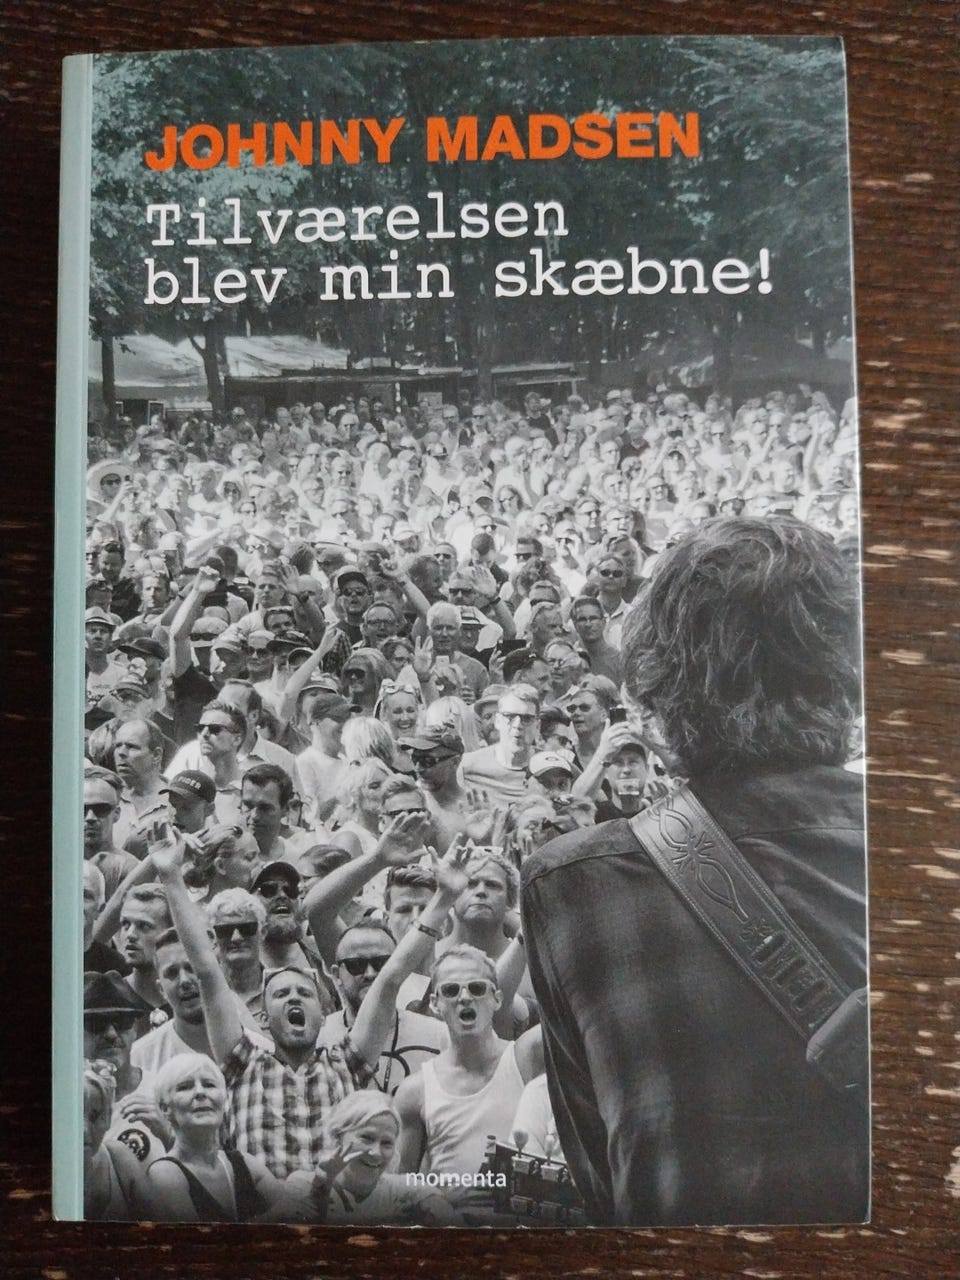 JOHNNY MADSEN
Tilværelsen
blev min skæbne!
momenta